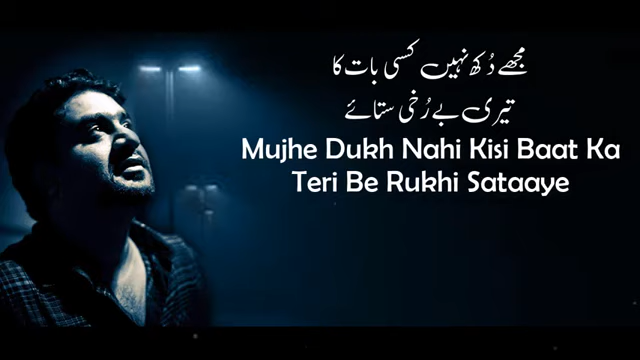 مجھے دُکھ نہیں کسی بات کا
تیری بے رُخی ستائے
Mujhe Dukh Nahi Kisi Baat Ka
Teri Be Rukhi Sataaye